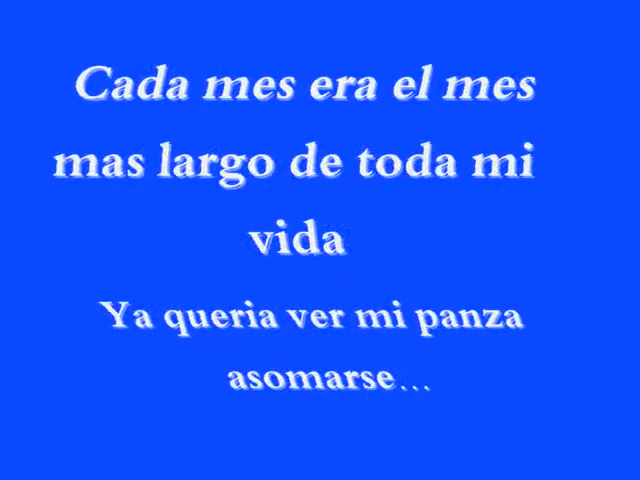 Cada mes era el mes
mas largo de toda mi
vida
Ya queria ver mi panza
asomarse...